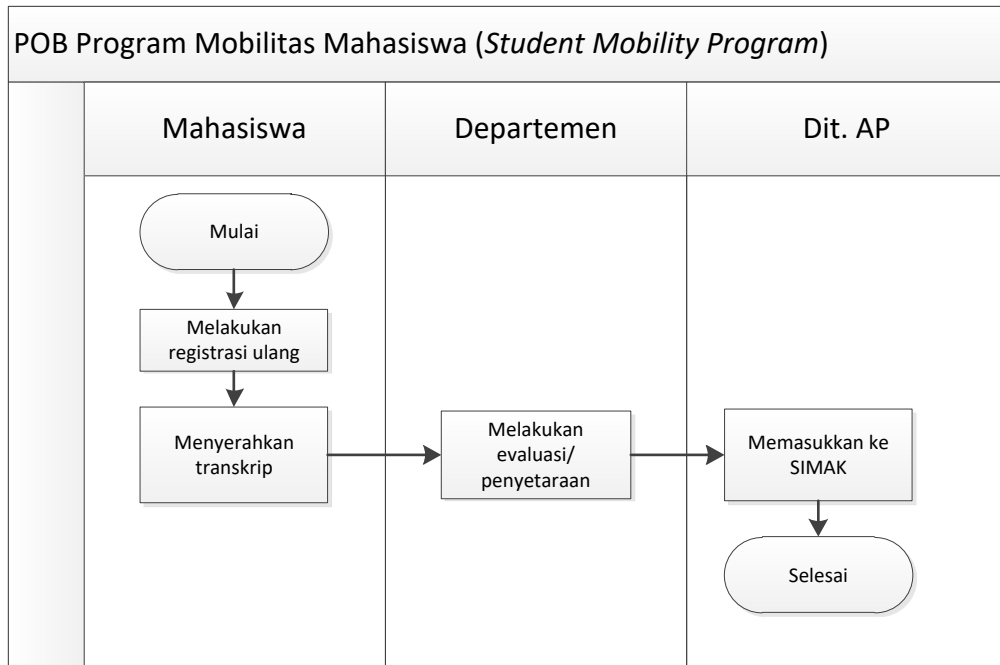 POB Program Mobilitas Mahasiswa (Student Mobility Program)
Mahasiswa
Departemen
Dit. AP
Mulai
Melakukan
registrasi ulang
Menyerahkan
transkrip
Melakukan
evaluasi/
penyetaraan
Memasukkan ke
SIMAK
Selesai